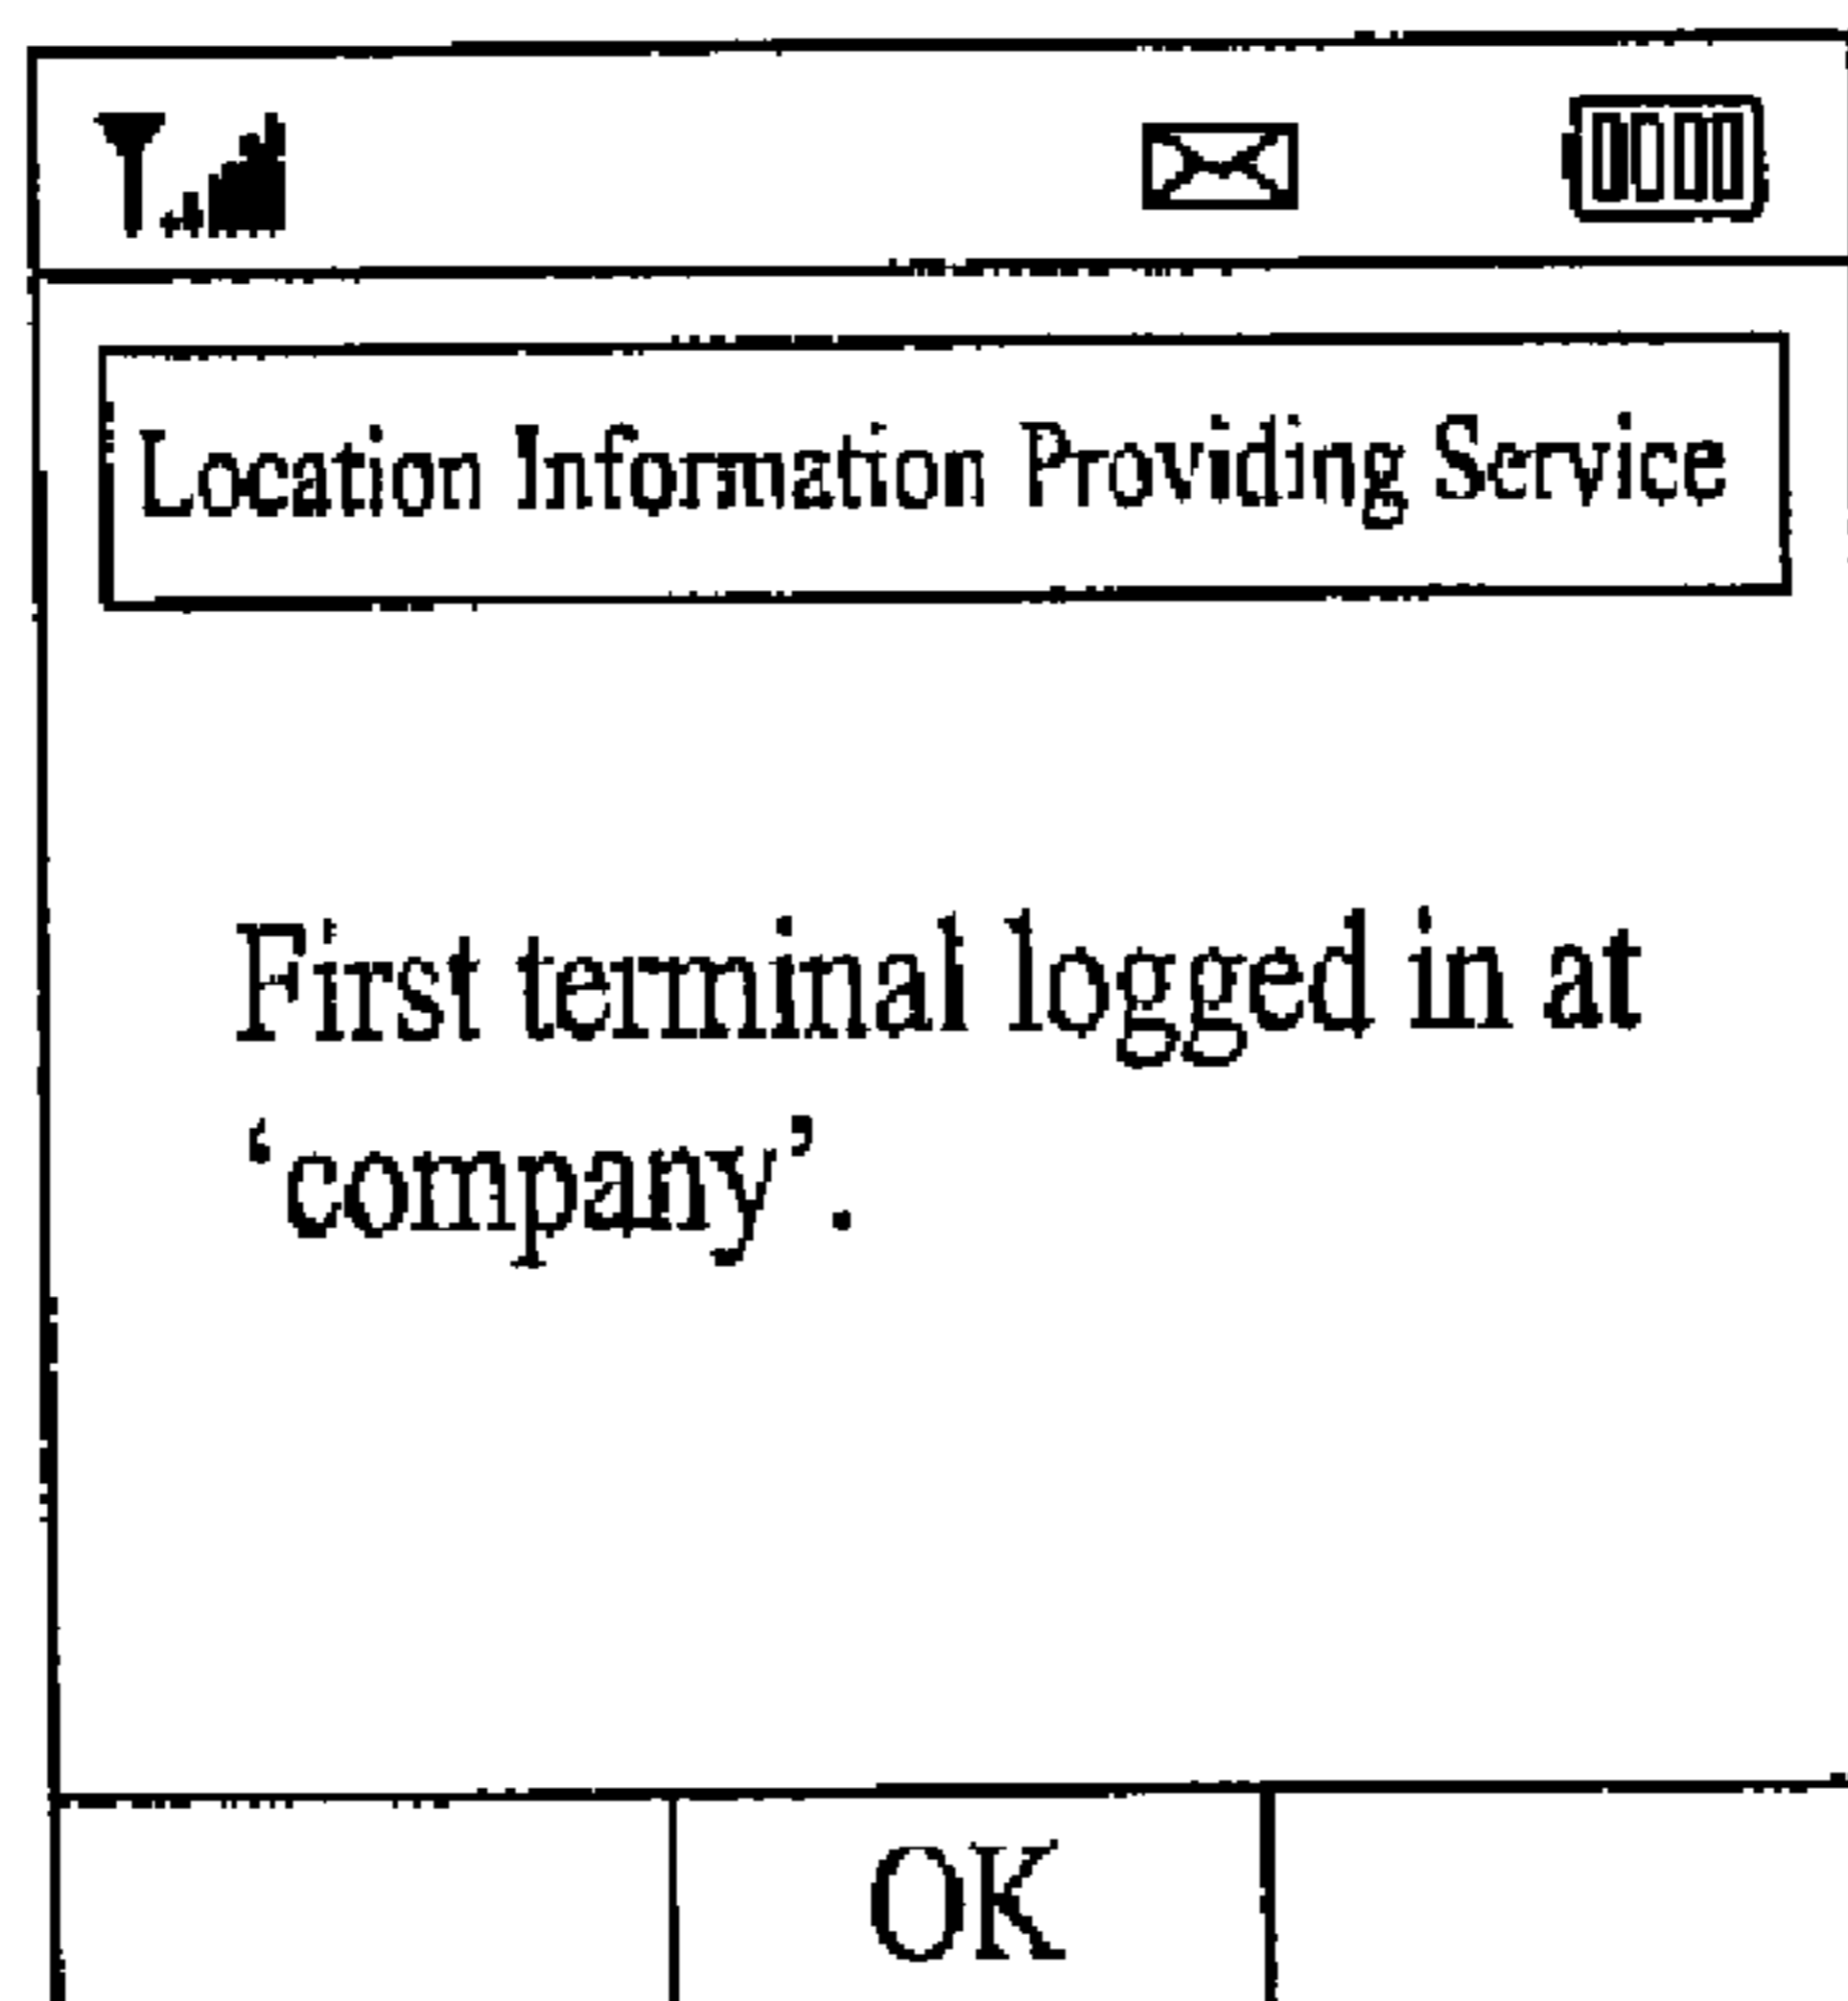 Location Information Providing Service
First terminal logged in at
‘company’.
OK